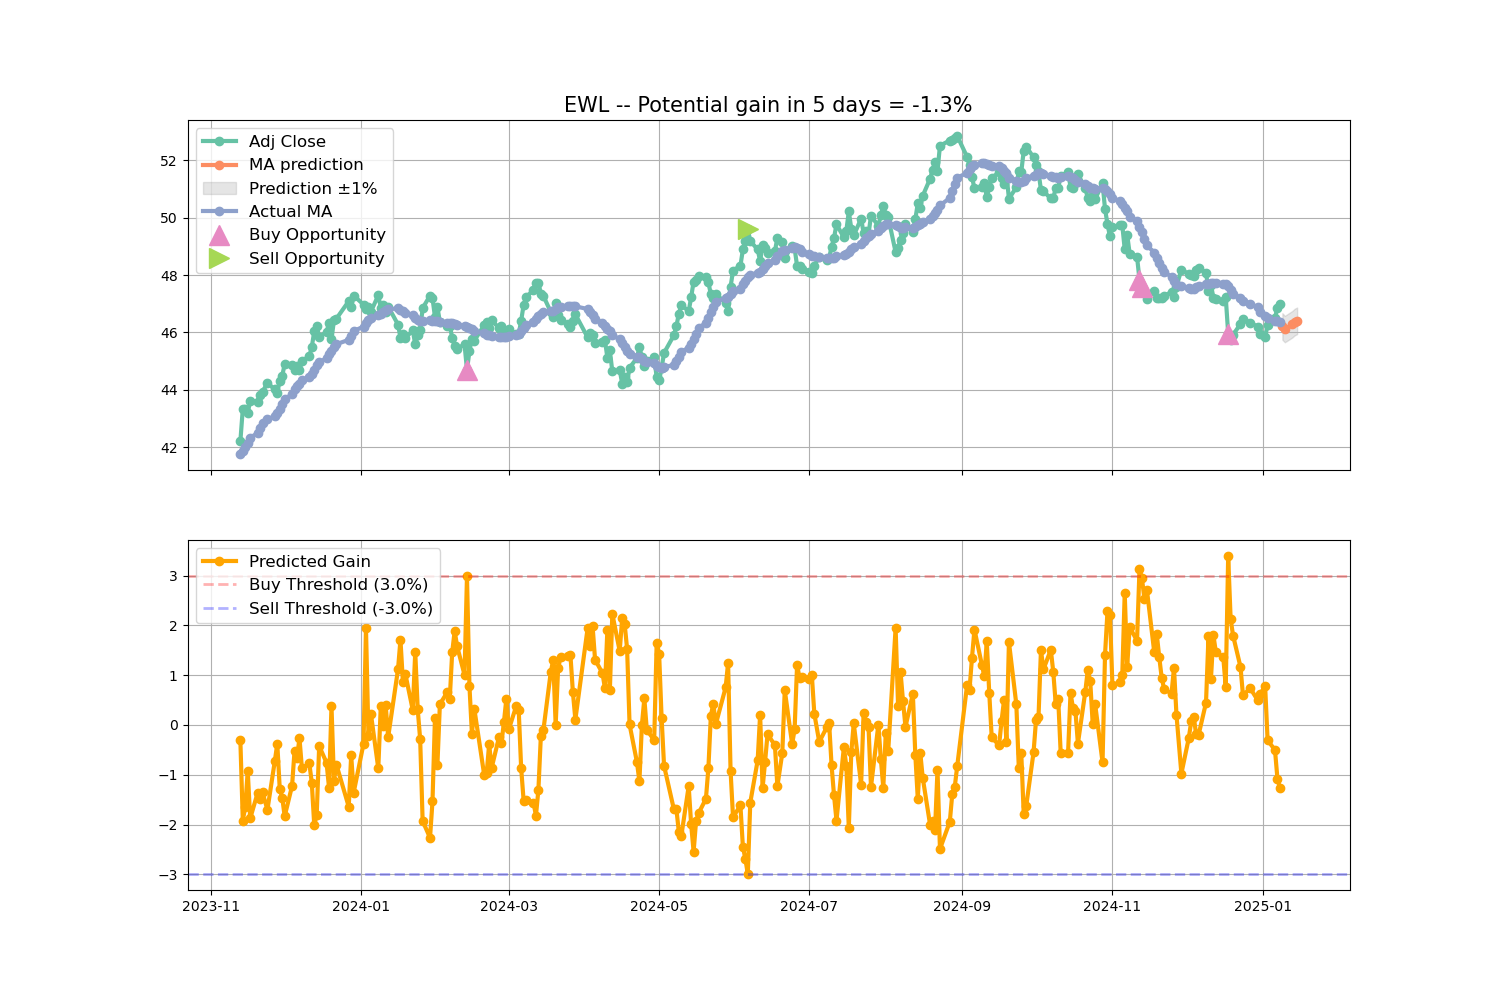 EWL -- Potential gain in 5 days = -1.3%
Adj Close
MA prediction
Prediction ±1%
Actual MA
Buy Opportunity
Sell Opportunity
52
50
48
46
44
42
Predicted Gain
Buy Threshold (3.0%)
Sell Threshold (-3.0%)
3
2
1
0
−1
−2
−3
2023-11 2024-01 2024-03 2024-05 2024-07 2024-09 2024-11 2025-01